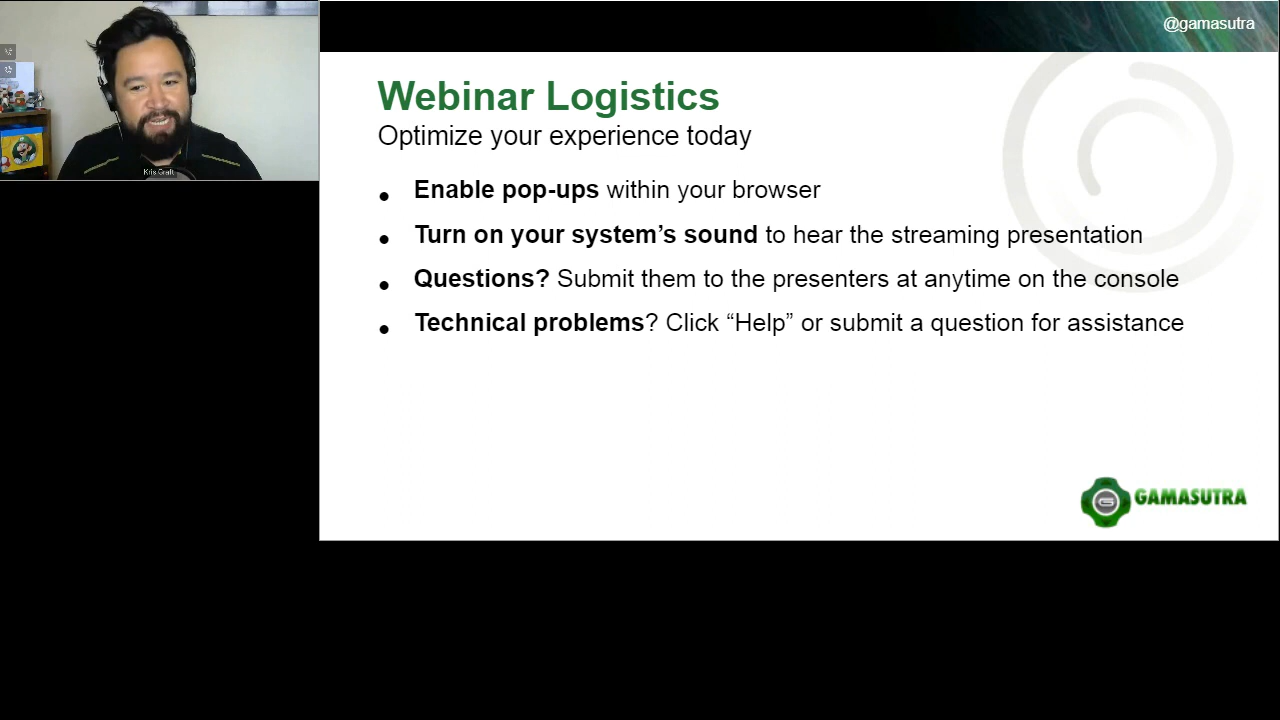 @gamasutra
Kris Graft
Webinar Logistics
Optimize your experience today
• Enable pop-ups within your browser
• Turn on your system’s sound to hear the streaming presentation
• Questions? Submit them to the presenters at anytime on the console
• Technical problems? Click “Help” or submit a question for assistance
G GAMASUTRA